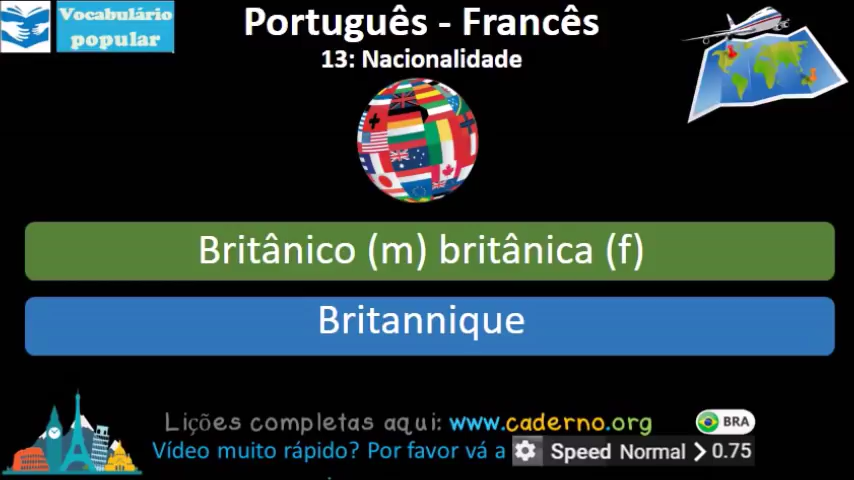 Vocabulário
popular
Português - Francês
13: Nacionalidade
Britânico (m) britânica (f)
Britannique
Lições completas aqui: www.caderno.org
BRA
Vídeo muito rápido? Por favor vá a Speed Normal > 0.75